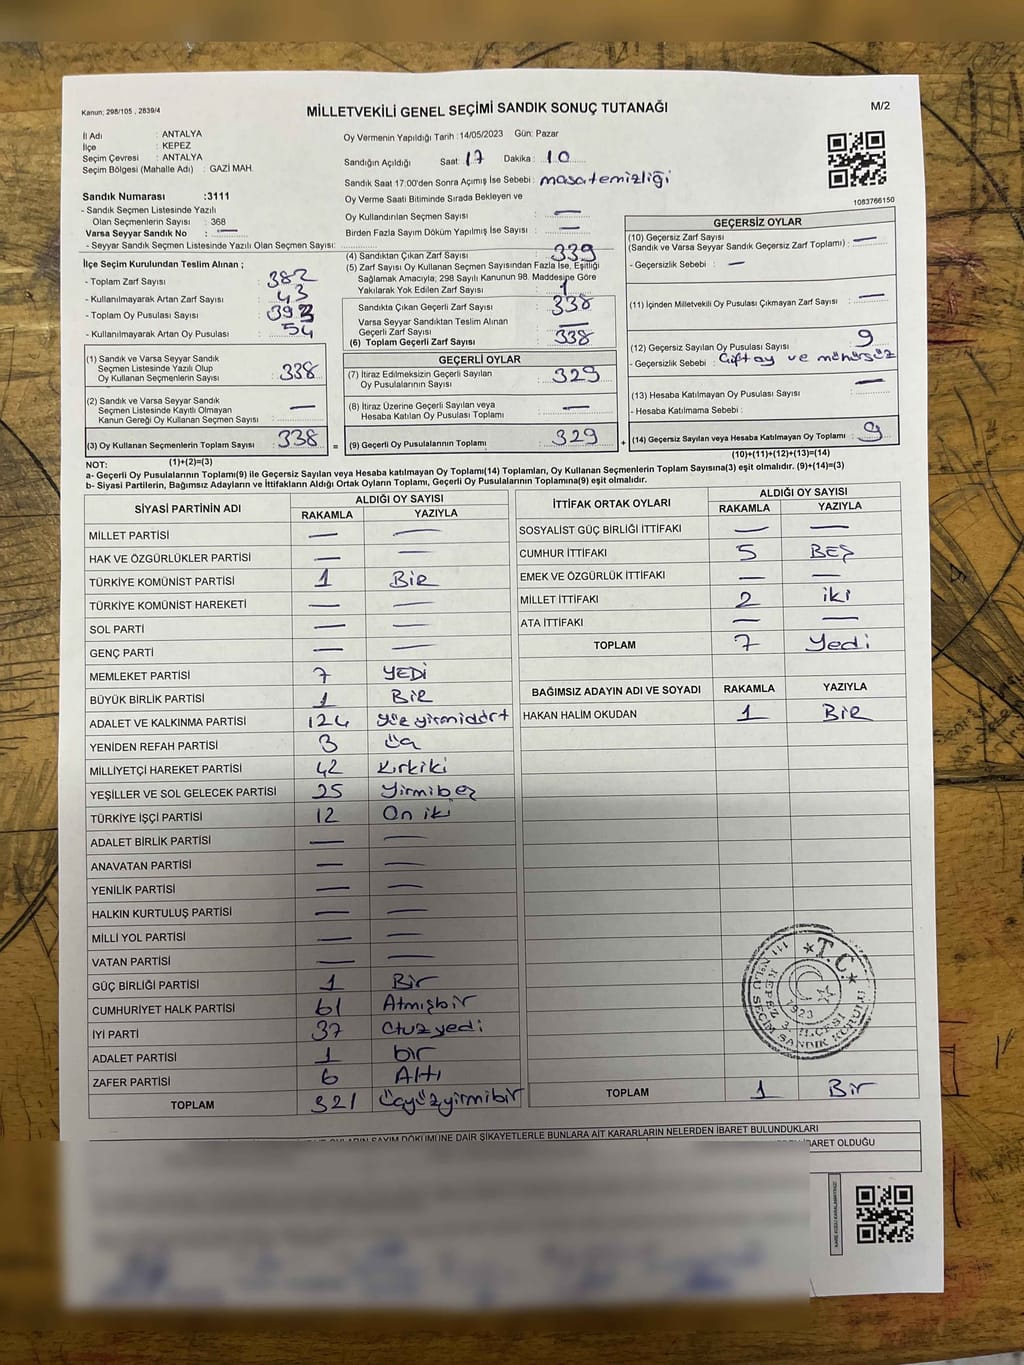 Kanun: 298/105 , 2839/4
MİLLETVEKİLİ GENEL SEÇİMİ SANDIK SONUÇ TUTANAĞI
M/2
İl Adı : ANTALYA
İlçe : KEPEZ
Seçim Çevresi : ANTALYA
Seçim Bölgesi (Mahalle Adı) : GAZİ MAH.
Oy Vermenin Yapıldığı Tarih : 14/05/2023 Gün: Pazar
Sandığın Açıldığı Saat: 17 Dakika : 10
Sandık Saat 17:00'den Sonra Açımış İse Sebebi : masatemizliği
Oy Verme Saati Bitiminde Sırada Bekleyen ve
Oy Kullandırılan Seçmen Sayısı : —
Birden Fazla Sayım Döküm Yapılmış İse Sayısı : —
1083766150
Sandık Numarası :3111
- Sandık Seçmen Listesinde Yazılı
Olan Seçmenlerin Sayısı : 368
Varsa Seyyar Sandık No : —
- Seyyar Sandık Seçmen Listesinde Yazılı Olan Seçmen Sayısı:
İlçe Seçim Kurulundan Teslim Alınan ;
- Toplam Zarf Sayısı : 382
- Kullanılmayarak Artan Zarf Sayısı : 43
- Toplam Oy Pusulası Sayısı :
- Kullanılmayarak Artan Oy Pusulası : 54
(1) Sandık ve Varsa Seyyar Sandık
Seçmen Listesinde Yazılı Olup
Oy Kullanan Seçmenlerin Sayısı : 338
(2) Sandık ve Varsa Seyyar Sandık
Seçmen Listesinde Kayıtlı Olmayan
Kanun Gereği Oy Kullanan Seçmen Sayısı : —
(3) Oy Kullanan Seçmenlerin Toplam Sayısı : 338
(1)+(2)=(3)
(4) Sandıktan Çıkan Zarf Sayısı : 339
(5) Zarf Sayısı Oy Kullanan Seçmen Sayısından Fazla İse, Eşitliği
Sağlamak Amacıyla; 298 Sayılı Kanunun 98. Maddesine Göre
Yakılarak Yok Edilen Zarf Sayısı : 1
Sandıkta Çıkan Geçerli Zarf Sayısı : 338
Varsa Seyyar Sandıktan Teslim Alınan
Geçerli Zarf Sayısı : —
(6) Toplam Geçerli Zarf Sayısı : 338
GEÇERLİ OYLAR
(7) İtiraz Edilmeksizin Geçerli Sayılan
Oy Pusulalarının Sayısı : 329
(8) İtiraz Üzerine Geçerli Sayılan veya
Hesaba Katılan Oy Pusulası Toplamı : —
= (9) Geçerli Oy Pusulalarının Toplamı : 329 +
GEÇERSİZ OYLAR
(10) Geçersiz Zarf Sayısı
(Sandık ve Varsa Seyyar Sandık Geçersiz Zarf Toplamı) : —
- Geçersizlik Sebebi : —
(11) İçinden Milletvekili Oy Pusulası Çıkmayan Zarf Sayısı : —
(12) Geçersiz Sayılan Oy Pusulası Sayısı : 9
- Geçersizlik Sebebi : Çift oy ve mühürsüz
(13) Hesaba Katılmayan Oy Pusulası Sayısı : —
- Hesaba Katılmama Sebebi :
(14) Geçersiz Sayılan veya Hesaba Katılmayan Oy Toplamı : 9
(10)+(11)+(12)+(13)=(14)
NOT:
a- Geçerli Oy Pusulalarının Toplamı(9) ile Geçersiz Sayılan veya Hesaba katılmayan Oy Toplamı(14) Toplamları, Oy Kullanan Seçmenlerin Toplam Sayısına(3) eşit olmalıdır. (9)+(14)=(3)
b- Siyasi Partilerin, Bağımsız Adayların ve İttifakların Aldığı Ortak Oyların Toplamı, Geçerli Oy Pusulalarının Toplamına(9) eşit olmalıdır.
SİYASİ PARTİNİN ADI ALDIĞI OY SAYISI
RAKAMLA YAZIYLA
MİLLET PARTİSİ — —
HAK VE ÖZGÜRLÜKLER PARTİSİ — —
TÜRKİYE KOMÜNİST PARTİSİ 1 Bir
TÜRKİYE KOMÜNİST HAREKETİ — —
SOL PARTİ — —
GENÇ PARTİ — —
MEMLEKET PARTİSİ 7 YEDİ
BÜYÜK BİRLİK PARTİSİ 1 Bir
ADALET VE KALKINMA PARTİSİ 124 Yüzyirmidört
YENİDEN REFAH PARTİSİ 3 Üç
MİLLİYETÇİ HAREKET PARTİSİ 42 Kırkiki
YEŞİLLER VE SOL GELECEK PARTİSİ 25 Yirmibeş
TÜRKİYE İŞÇİ PARTİSİ 12 On iki
ADALET BİRLİK PARTİSİ — —
ANAVATAN PARTİSİ — —
YENİLİK PARTİSİ — —
HALKIN KURTULUŞ PARTİSİ — —
MİLLİ YOL PARTİSİ — —
VATAN PARTİSİ — —
GÜÇ BİRLİĞİ PARTİSİ 1 Bir
CUMHURİYET HALK PARTİSİ 61 Atmışbir
İYİ PARTİ 37 Otuzyedi
ADALET PARTİSİ 1 bir
ZAFER PARTİSİ 6 Altı
TOPLAM 321 Üçyüzyirmibir
İTTİFAK ORTAK OYLARI ALDIĞI OY SAYISI
RAKAMLA YAZIYLA
SOSYALİST GÜÇ BİRLİĞİ İTTİFAKI — —
CUMHUR İTTİFAKI 5 BEŞ
EMEK VE ÖZGÜRLÜK İTTİFAKI — —
MİLLET İTTİFAKI 2 iki
ATA İTTİFAKI — —
TOPLAM 7 Yedi
BAĞIMSIZ ADAYIN ADI VE SOYADI RAKAMLA YAZIYLA
HAKAN HALİM OKUDAN 1 Bir
TOPLAM 1 Bir
★T.C.★
1923
KEPEZ 3. İLÇESİ
NOLU SEÇİM SANDIK KURULU
OYLARIN SAYIM DÖKÜMÜNE DAİR ŞİKAYETLERLE BUNLARA AİT KARARLARIN NELERDEN İBARET BULUNDUKLARI
İBARET OLDUĞU